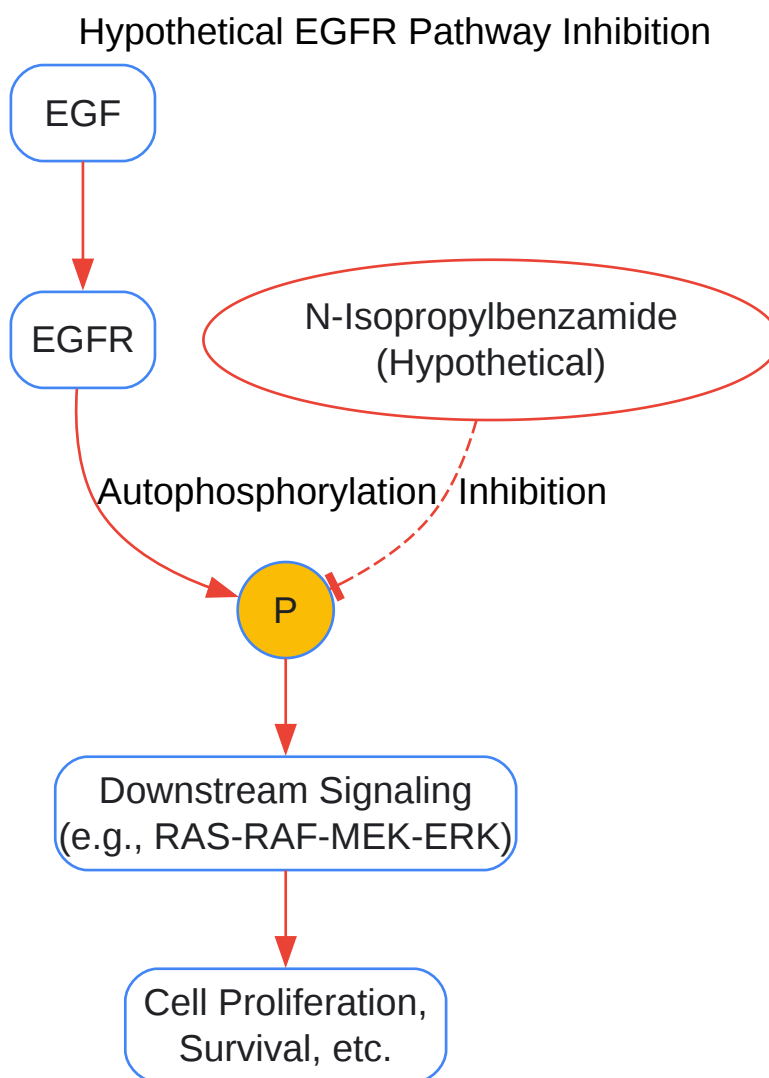 Hypothetical EGFR Pathway Inhibition
EGF
EGFR
N-Isopropylbenzamide
(Hypothetical)
Autophosphorylation
Inhibition
P
Downstream Signaling
(e.g., RAS-RAF-MEK-ERK)
Cell Proliferation,
Survival, etc.